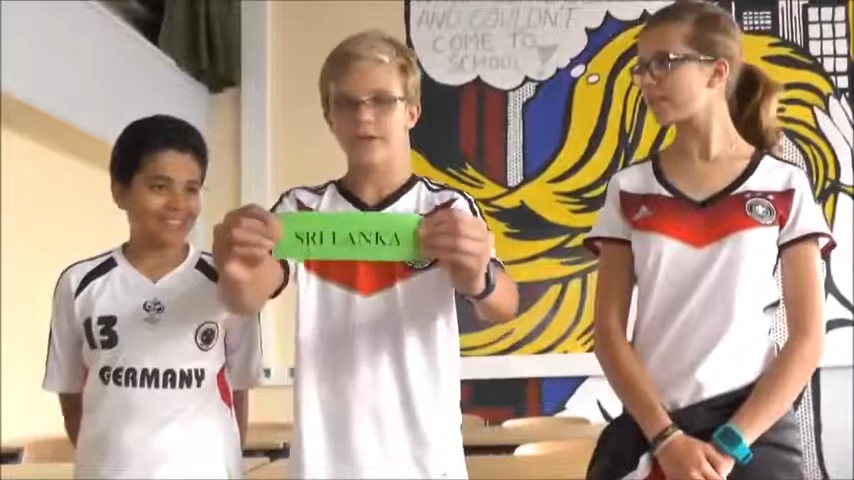 AND COULDN'T
COME TO
SCHOOL
SRI LANKA
13
GERMANY